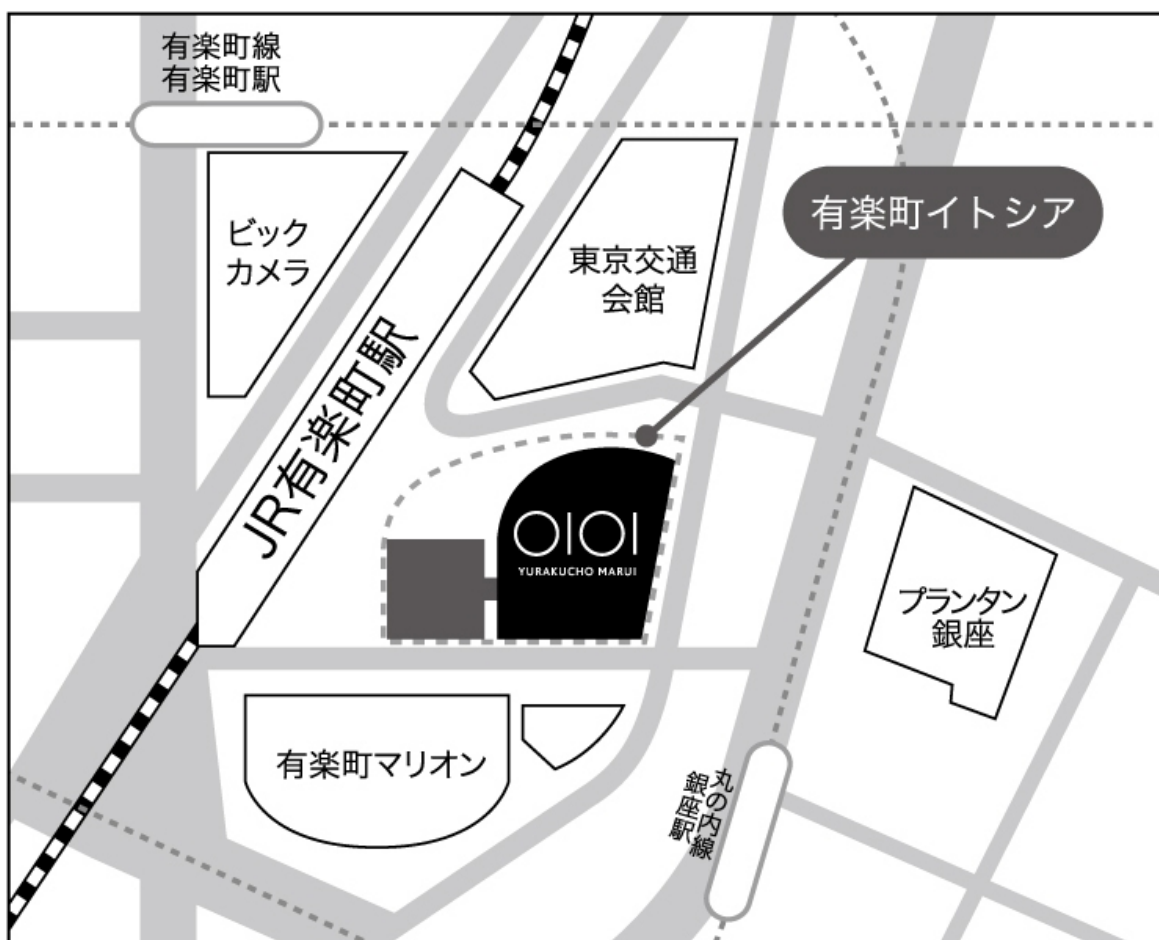 有楽町線
有楽町駅
ビック
カメラ
東京交通
会館
有楽町イトシア
JR有楽町駅
OIOI
YURAKUCHO MARUI
プランタン
銀座
有楽町マリオン
丸の内線
銀座駅